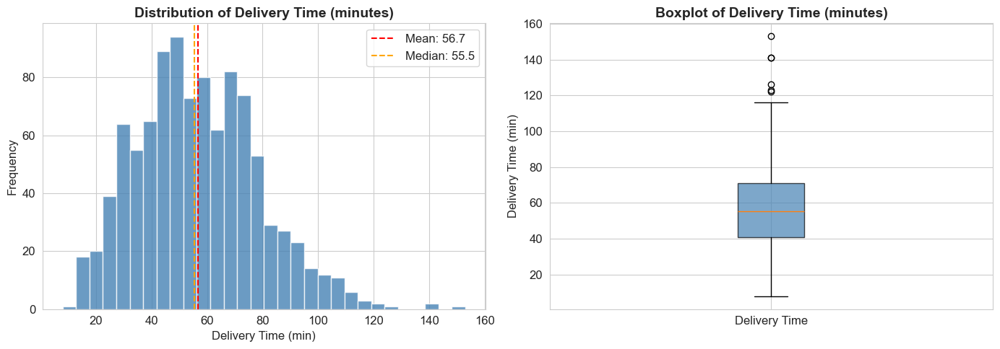 Distribution of Delivery Time (minutes)
Mean: 56.7
Median: 55.5
Frequency
80
60
40
20
0
20 40 60 80 100 120 140 160
Delivery Time (min)
Boxplot of Delivery Time (minutes)
Delivery Time (min)
160
140
120
100
80
60
40
20
Delivery Time